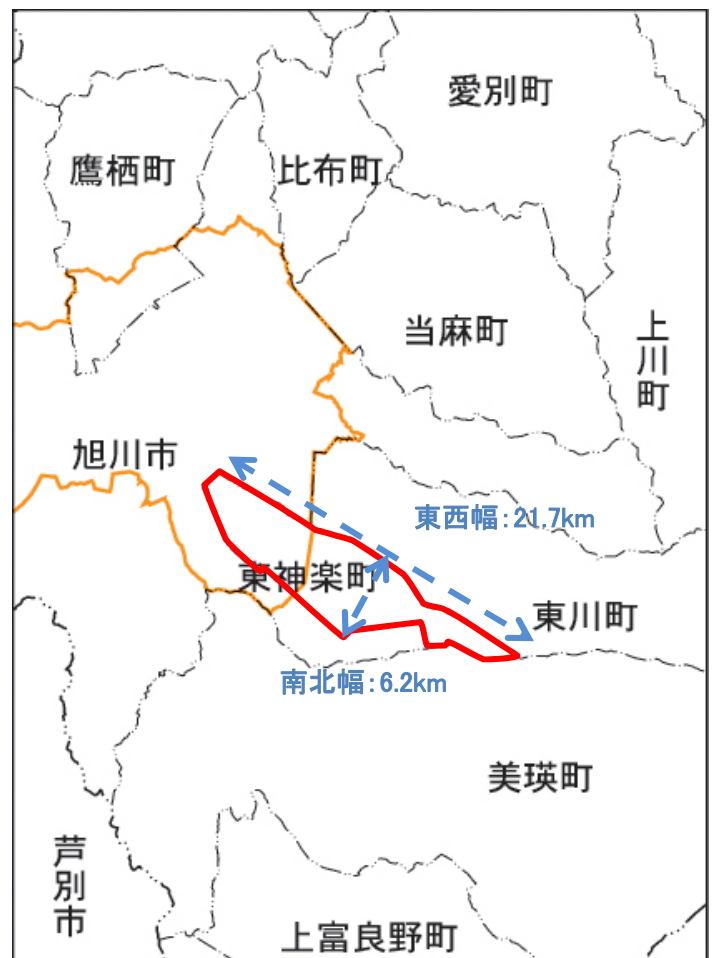 愛別町
鷹栖町
比布町
当麻町
上川町
旭川市
東西幅：21.7km
東神楽町
東川町
南北幅：6.2km
美瑛町
芦別市
上富良野町